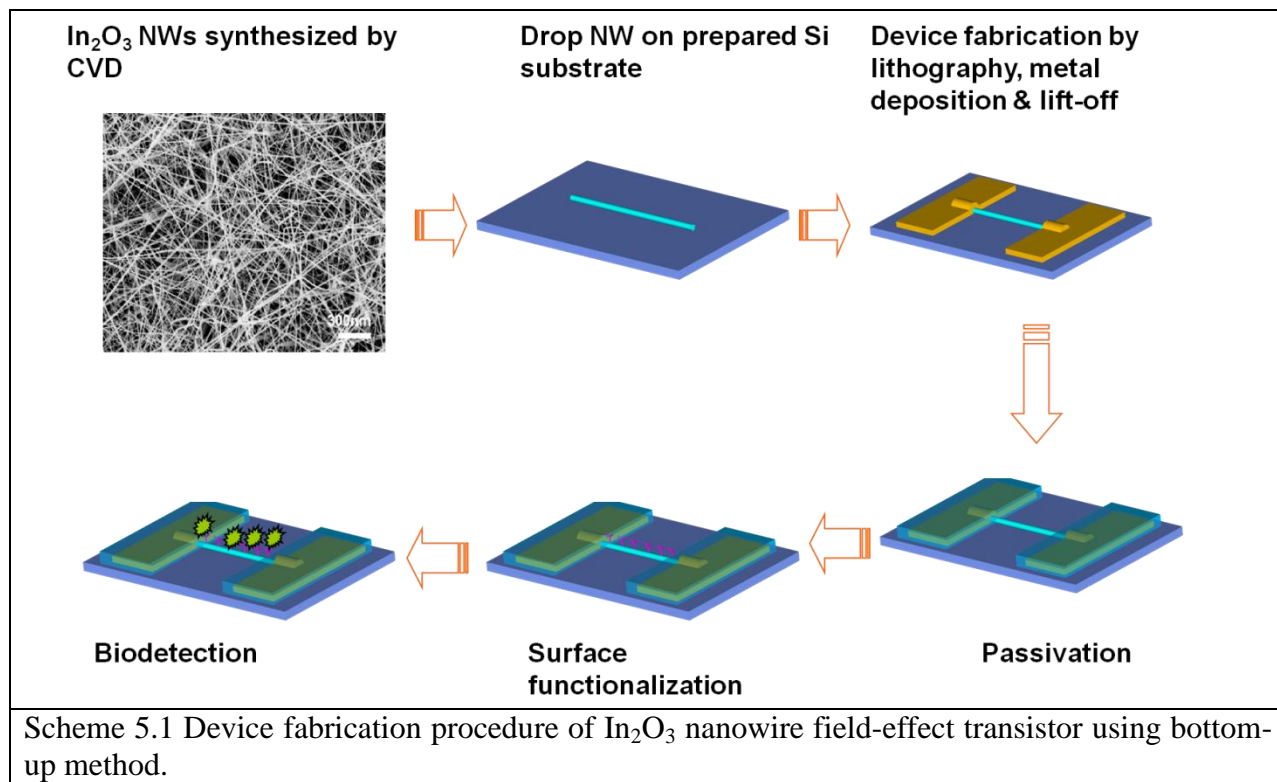 In₂O₃ NWs synthesized by
CVD
Drop NW on prepared Si
substrate
Device fabrication by
lithography, metal
deposition & lift-off
300nm
Biodetection
Surface
functionalization
Passivation
Scheme 5.1 Device fabrication procedure of In₂O₃ nanowire field-effect transistor using bottom-
up method.